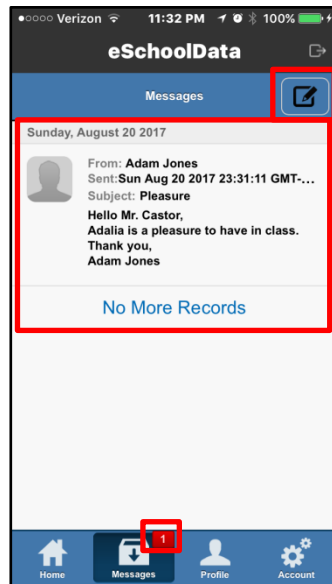 Verizon 11:32 PM 100%
eSchoolData
Messages
Sunday, August 20 2017
From: Adam Jones
Sent:Sun Aug 20 2017 23:31:11 GMT-...
Subject: Pleasure
Hello Mr. Castor,
Adalia is a pleasure to have in class.
Thank you,
Adam Jones
No More Records
1
Home Messages Profile Account